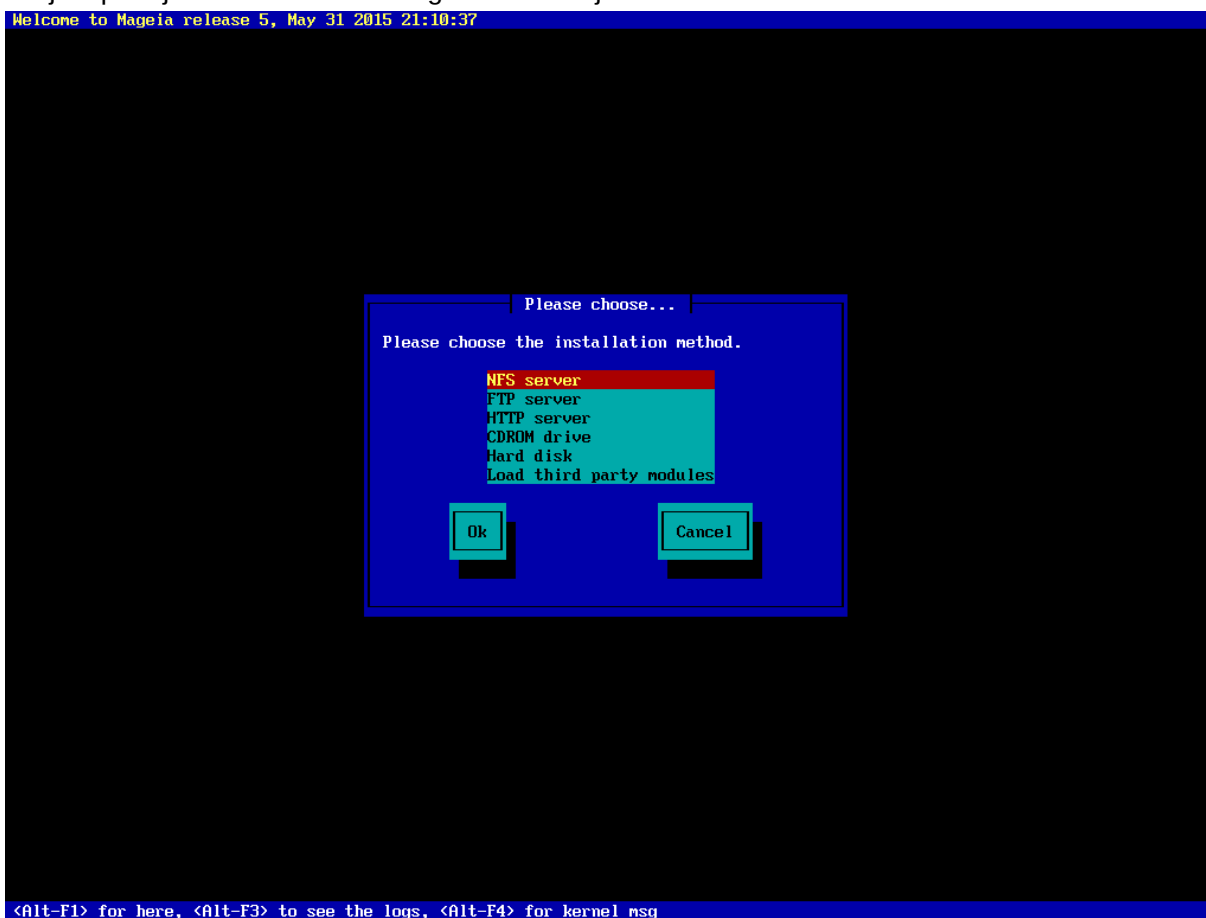 Welcome to Mageia release 5, May 31 2015 21:10:37
Please choose...
Please choose the installation method.
NFS server
FTP server
HTTP server
CDROM drive
Hard disk
Load third party modules
Ok
Cancel
<Alt-F1> for here, <Alt-F3> to see the logs, <Alt-F4> for kernel msg